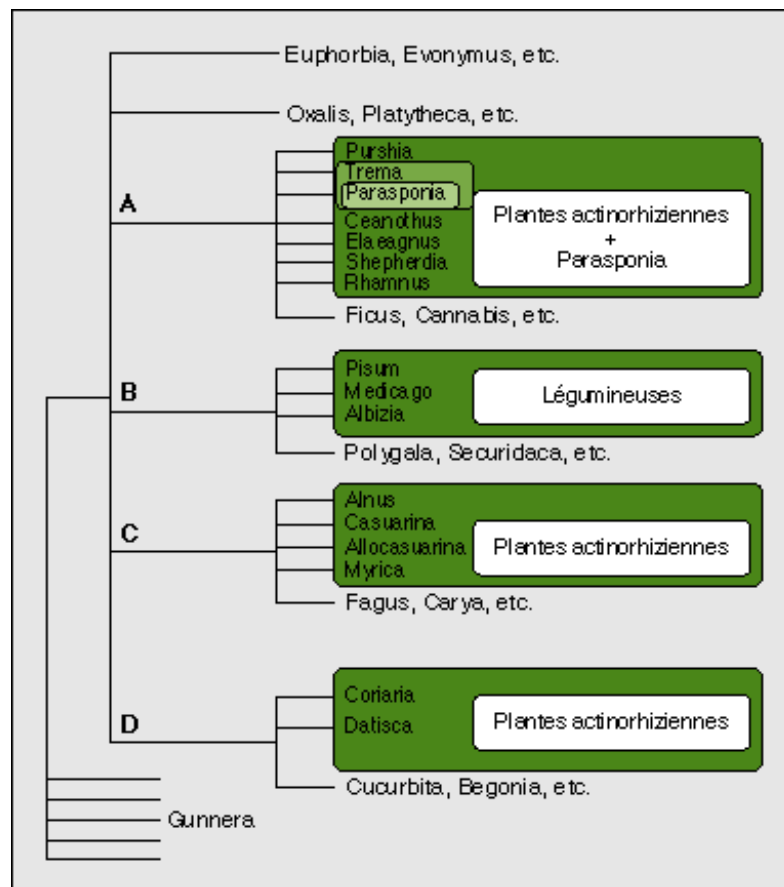 Euphorbia, Evonymus, etc.
Oxalis, Platytheca, etc.
A
Purshia
Trema
Parasponia
Ceanothus
Elaeagnus
Shepherdia
Rhamnus
Plantes actinorhiziennes
+
Parasponia
Ficus, Cannabis, etc.
B
Pisum
Medicago
Albizia
Légumineuses
Polygala, Securidaca, etc.
C
Alnus
Casuarina
Allocasuarina
Myrica
Plantes actinorhiziennes
Fagus, Carya, etc.
D
Coriaria
Datisca
Plantes actinorhiziennes
Cucurbita, Begonia, etc.
Gunnera